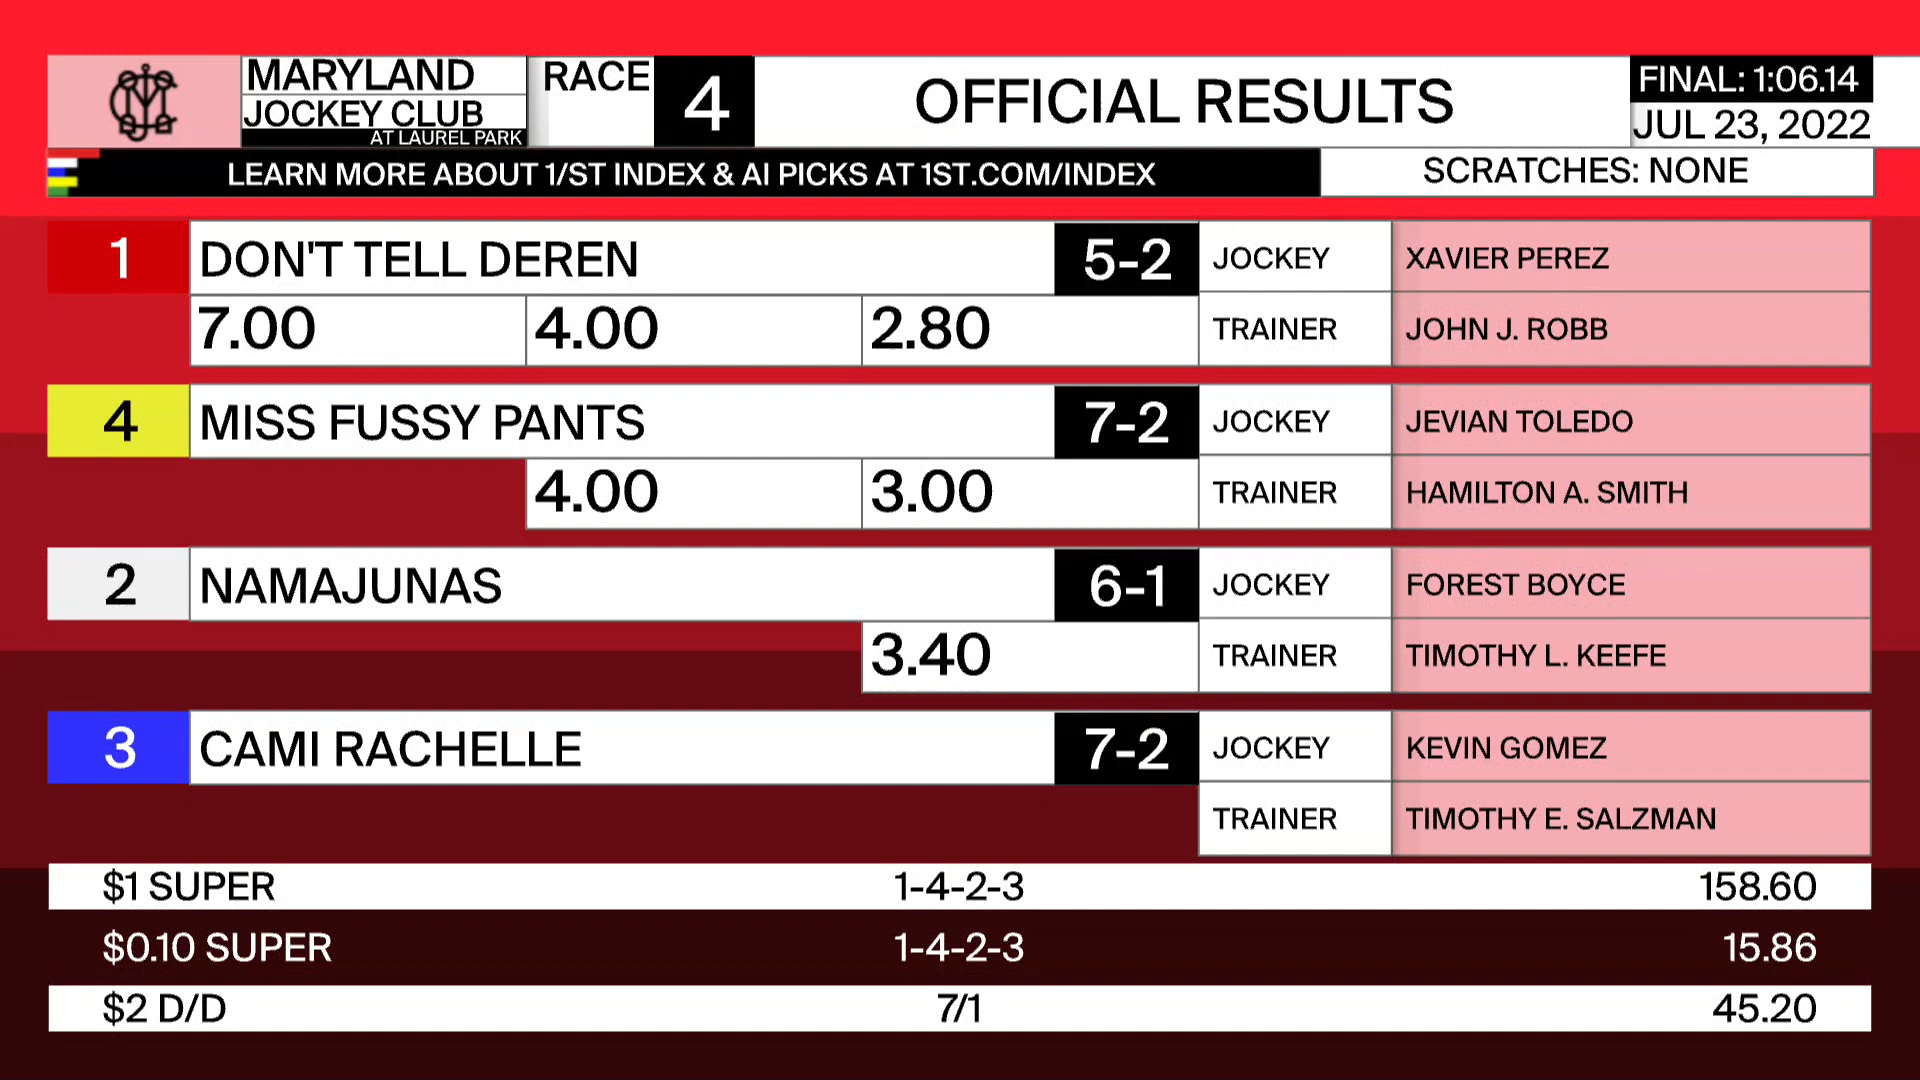 MARYLAND
JOCKEY CLUB
AT LAUREL PARK
RACE 4
OFFICIAL RESULTS
FINAL: 1:06.14
JUL 23, 2022
LEARN MORE ABOUT 1/ST INDEX & AI PICKS AT 1ST.COM/INDEX
SCRATCHES: NONE
1 DON'T TELL DEREN 5-2 JOCKEY XAVIER PEREZ
7.00 4.00 2.80 TRAINER JOHN J. ROBB
4 MISS FUSSY PANTS 7-2 JOCKEY JEVIAN TOLEDO
4.00 3.00 TRAINER HAMILTON A. SMITH
2 NAMAJUNAS 6-1 JOCKEY FOREST BOYCE
3.40 TRAINER TIMOTHY L. KEEFE
3 CAMI RACHELLE 7-2 JOCKEY KEVIN GOMEZ
TRAINER TIMOTHY E. SALZMAN
$1 SUPER 1-4-2-3 158.60
$0.10 SUPER 1-4-2-3 15.86
$2 D/D 7/1 45.20